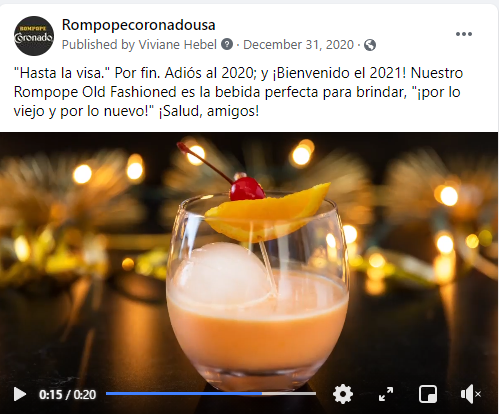 ROMPOPE
Coronado
Rompopecoronadousa
Published by Viviane Hebel · December 31, 2020 ·
"Hasta la visa." Por fin. Adiós al 2020; y ¡Bienvenido el 2021! Nuestro
Rompope Old Fashioned es la bebida perfecta para brindar, "¡por lo
viejo y por lo nuevo!" ¡Salud, amigos!
0:15 / 0:20